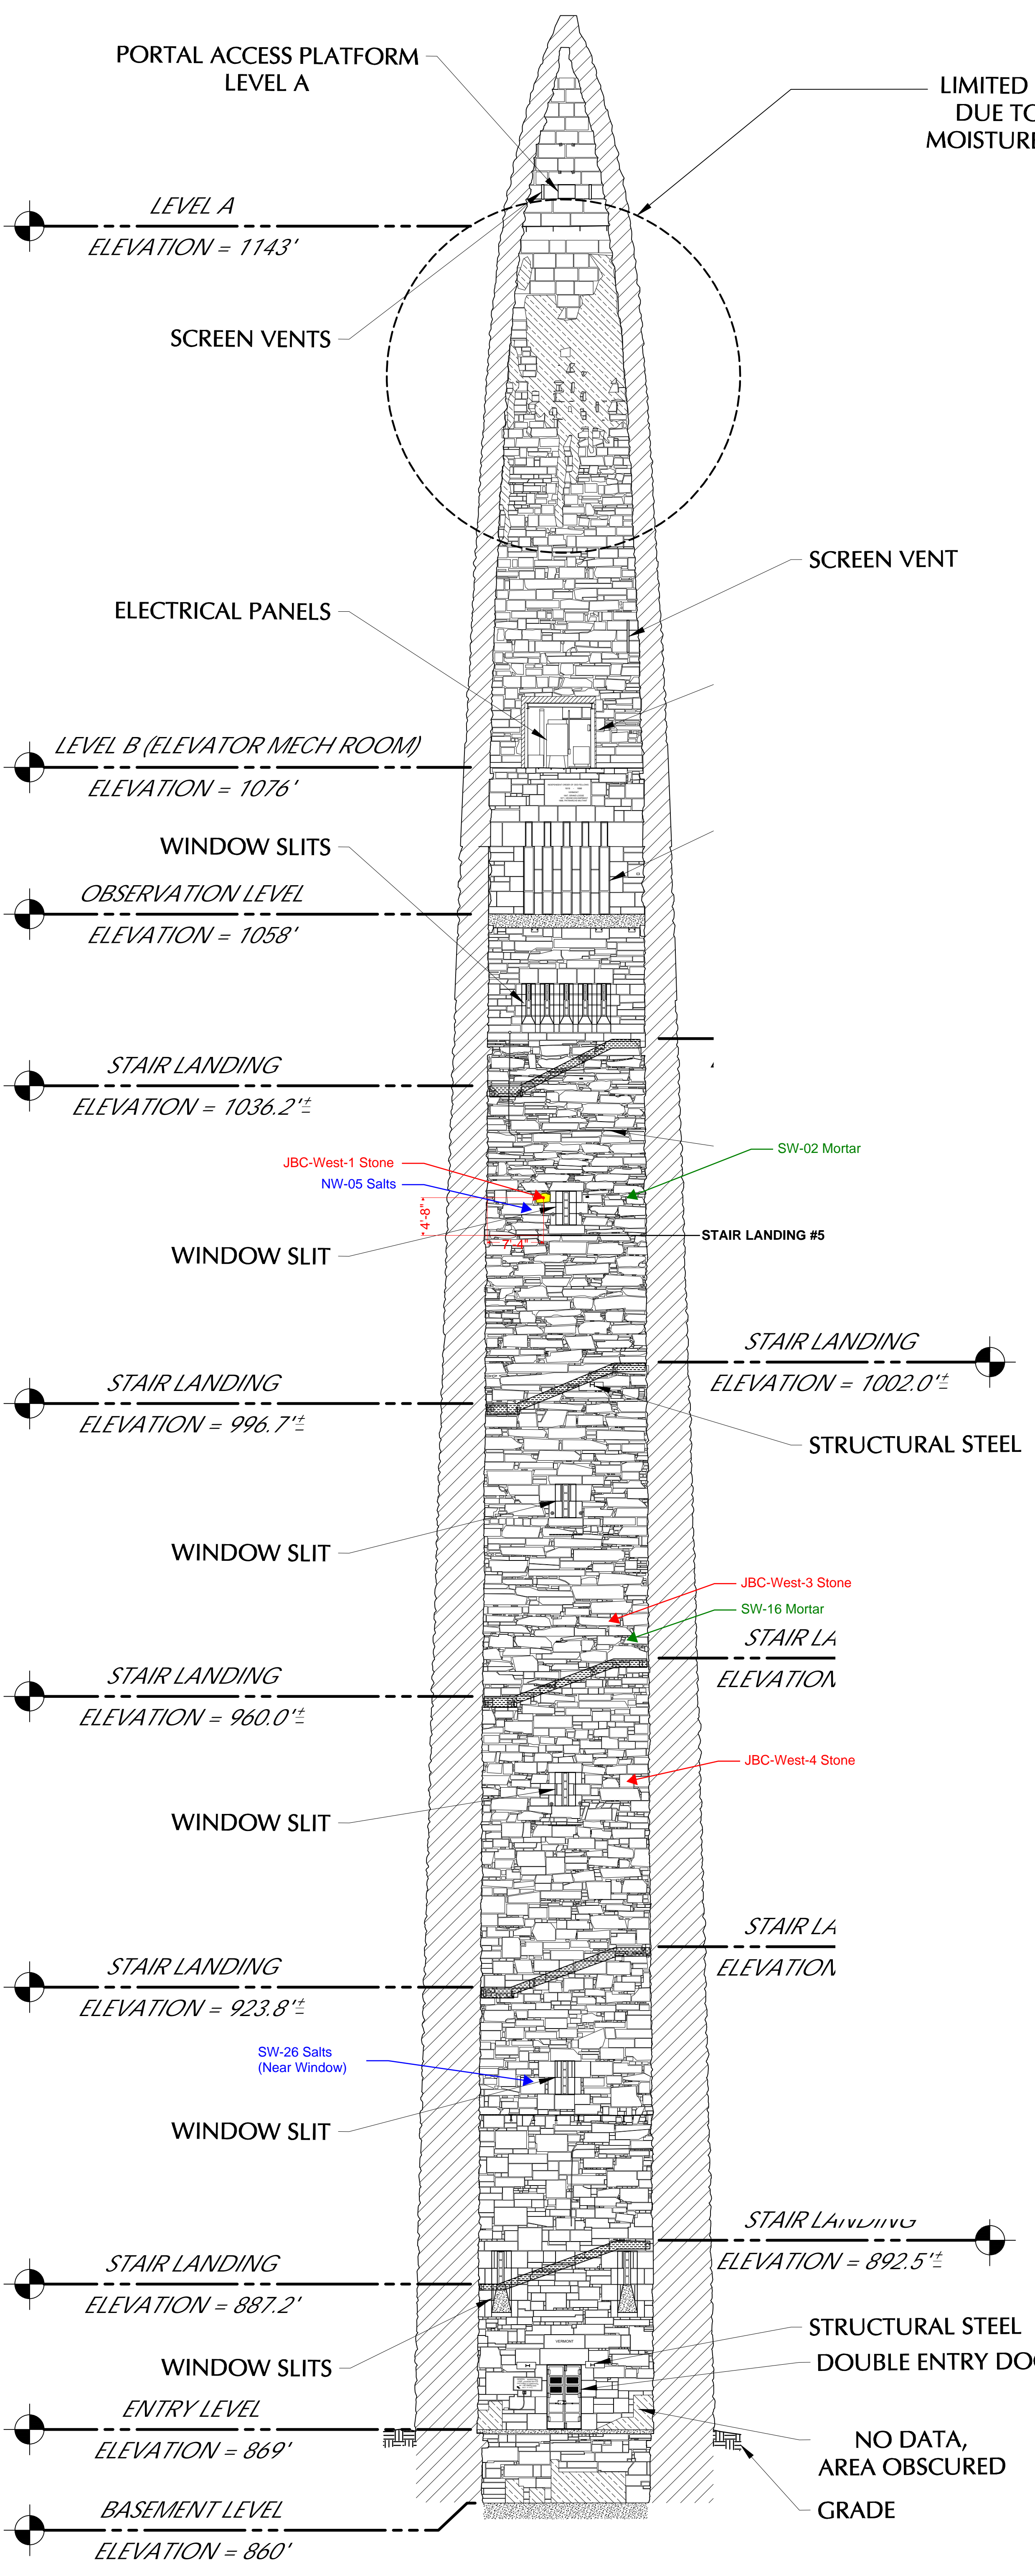 PORTAL ACCESS PLATFORM
LEVEL A
LIMITED
DUE TO
MOISTURE
LEVEL A
ELEVATION = 1143'
SCREEN VENTS
SCREEN VENT
ELECTRICAL PANELS
LEVEL B (ELEVATOR MECH ROOM)
ELEVATION = 1076'
WINDOW SLITS
OBSERVATION LEVEL
ELEVATION = 1058'
STAIR LANDING
ELEVATION = 1036.2'±
SW-02 Mortar
JBC-West-1 Stone
NW-05 Salts
4'-8"
7'-4"
STAIR LANDING #5
WINDOW SLIT
STAIR LANDING
ELEVATION = 1002.0'±
STAIR LANDING
ELEVATION = 996.7'±
STRUCTURAL STEEL
WINDOW SLIT
JBC-West-3 Stone
SW-16 Mortar
STAIR LA
ELEVATION
STAIR LANDING
ELEVATION = 960.0'±
JBC-West-4 Stone
WINDOW SLIT
STAIR LA
ELEVATION
STAIR LANDING
ELEVATION = 923.8'±
SW-26 Salts
(Near Window)
WINDOW SLIT
STAIR LANDING
ELEVATION = 892.5'±
STAIR LANDING
ELEVATION = 887.2'
VERMONT
STRUCTURAL STEEL
DOUBLE ENTRY DOO
WINDOW SLITS
ENTRY LEVEL
ELEVATION = 869'
NO DATA,
AREA OBSCURED
GRADE
BASEMENT LEVEL
ELEVATION = 860'